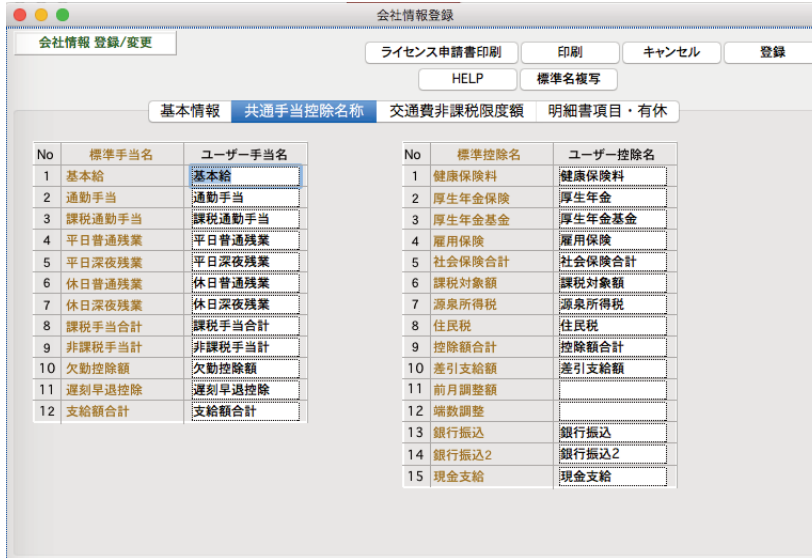 会社情報登録
会社情報 登録/変更
ライセンス申請書印刷 印刷 キャンセル 登録
HELP 標準名複写
基本情報 共通手当控除名称 交通費非課税限度額 明細書項目・有休
No 標準手当名 ユーザー手当名
1 基本給 基本給
2 通勤手当 通勤手当
3 課税通勤手当 課税通勤手当
4 平日普通残業 平日普通残業
5 平日深夜残業 平日深夜残業
6 休日普通残業 休日普通残業
7 休日深夜残業 休日深夜残業
8 課税手当合計 課税手当合計
9 非課税手当計 非課税手当計
10 欠勤控除額 欠勤控除額
11 遅刻早退控除 遅刻早退控除
12 支給額合計 支給額合計
No 標準控除名 ユーザー控除名
1 健康保険料 健康保険料
2 厚生年金保険 厚生年金
3 厚生年金基金 厚生年金基金
4 雇用保険 雇用保険
5 社会保険合計 社会保険合計
6 課税対象額 課税対象額
7 源泉所得税 源泉所得税
8 住民税 住民税
9 控除額合計 控除額合計
10 差引支給額 差引支給額
11 前月調整額
12 端数調整
13 銀行振込 銀行振込
14 銀行振込2 銀行振込2
15 現金支給 現金支給